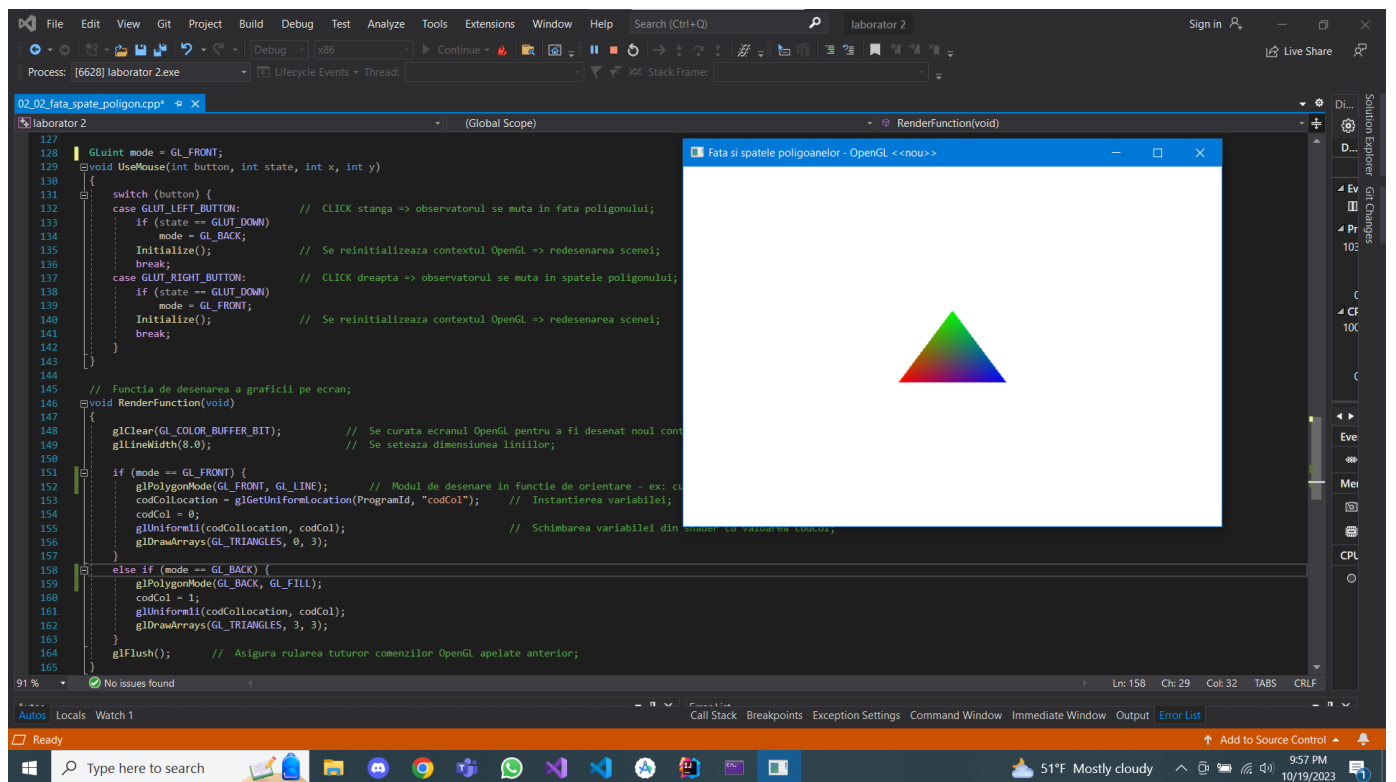 File Edit View Git Project Build Debug Test Analyze Tools Extensions Window Help Search (Ctrl+Q) laborator 2 Sign in
Debug x86 Continue Live Share
Process: [6628] laborator 2.exe Lifecycle Events Thread: Stack Frame:
02_02_fata_spate_poligon.cpp* Di...
laborator 2 (Global Scope) RenderFunction(void)
Solution Explorer
Git Changes
127
128 GLuint mode = GL_FRONT;
129 void UseMouse(int button, int state, int x, int y)
130 {
131 switch (button) {
132 case GLUT_LEFT_BUTTON: // CLICK stanga => observatorul se muta in fata poligonului;
133 if (state == GLUT_DOWN)
134 mode = GL_BACK;
135 Initialize(); // Se reinitializeaza contextul OpenGL => redesenarea scenei;
136 break;
137 case GLUT_RIGHT_BUTTON: // CLICK dreapta => observatorul se muta in spatele poligonului;
138 if (state == GLUT_DOWN)
139 mode = GL_FRONT;
140 Initialize(); // Se reinitializeaza contextul OpenGL => redesenarea scenei;
141 break;
142 }
143 }
144
145 // Functia de desenarea a graficii pe ecran;
146 void RenderFunction(void)
147 {
148 glClear(GL_COLOR_BUFFER_BIT); // Se curata ecranul OpenGL pentru a fi desenat noul cont
149 glLineWidth(8.0); // Se seteaza dimensiunea liniilor;
150
151 if (mode == GL_FRONT) {
152 glPolygonMode(GL_FRONT, GL_LINE); // Modul de desenare in functie de orientare - ex: cu
153 codColLocation = glGetUniformLocation(ProgramId, "codCol"); // Instantierea variabilei;
154 codCol = 0;
155 glUniform1i(codColLocation, codCol); // Schimbarea variabilei din shader cu valoarea codCol;
156 glDrawArrays(GL_TRIANGLES, 0, 3);
157 }
158 else if (mode == GL_BACK) {
159 glPolygonMode(GL_BACK, GL_FILL);
160 codCol = 1;
161 glUniform1i(codColLocation, codCol);
162 glDrawArrays(GL_TRIANGLES, 3, 3);
163 }
164 glFlush(); // Asigura rularea tuturor comenzilor OpenGL apelate anterior;
165 }
Fata si spatele poligoanelor - OpenGL <<nou>>
D...
Ev
Pr
103
CP
100
Eve
Me
CPU
91 % No issues found Ln: 158 Ch: 29 Col: 32 TABS CRLF
Autos Locals Watch 1 Call Stack Breakpoints Exception Settings Command Window Immediate Window Output Error List
Ready Add to Source Control
Type here to search 51°F Mostly cloudy 9:57 PM
10/19/2023
1